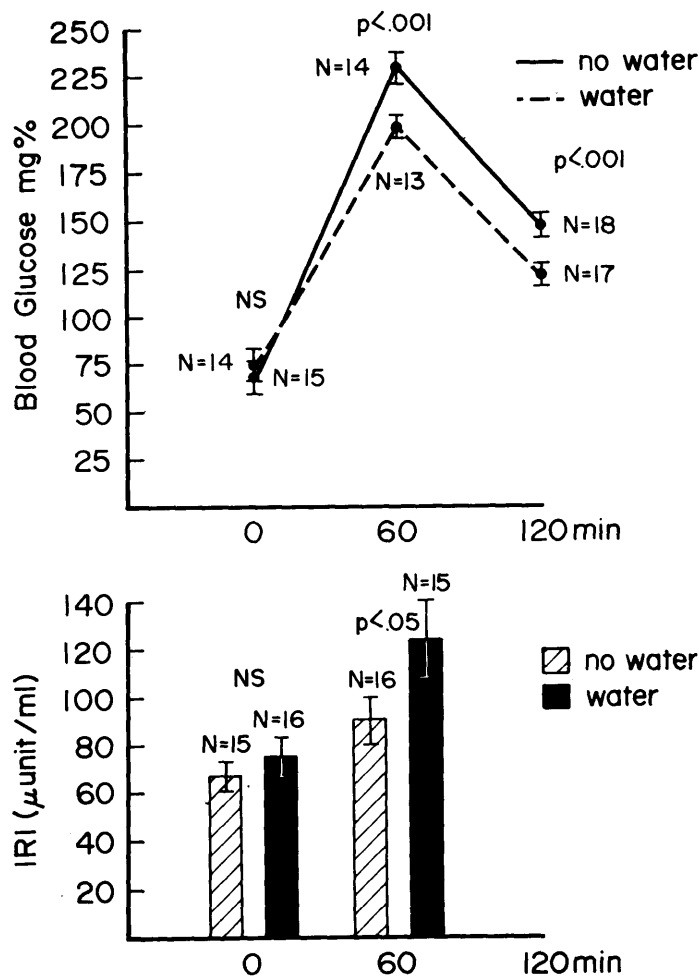 Blood Glucose mg%
250
225
200
175
150
125
100
75
50
25
p<.001
N=14
N=13
no water
water
p<.001
N=18
N=17
NS
N=14
N=15
0
60
120 min
IRI (μunit/ml)
140
120
100
80
60
40
20
N=15
p<.05
NS
N=16
N=16
N=15
no water
water
0
60
120 min